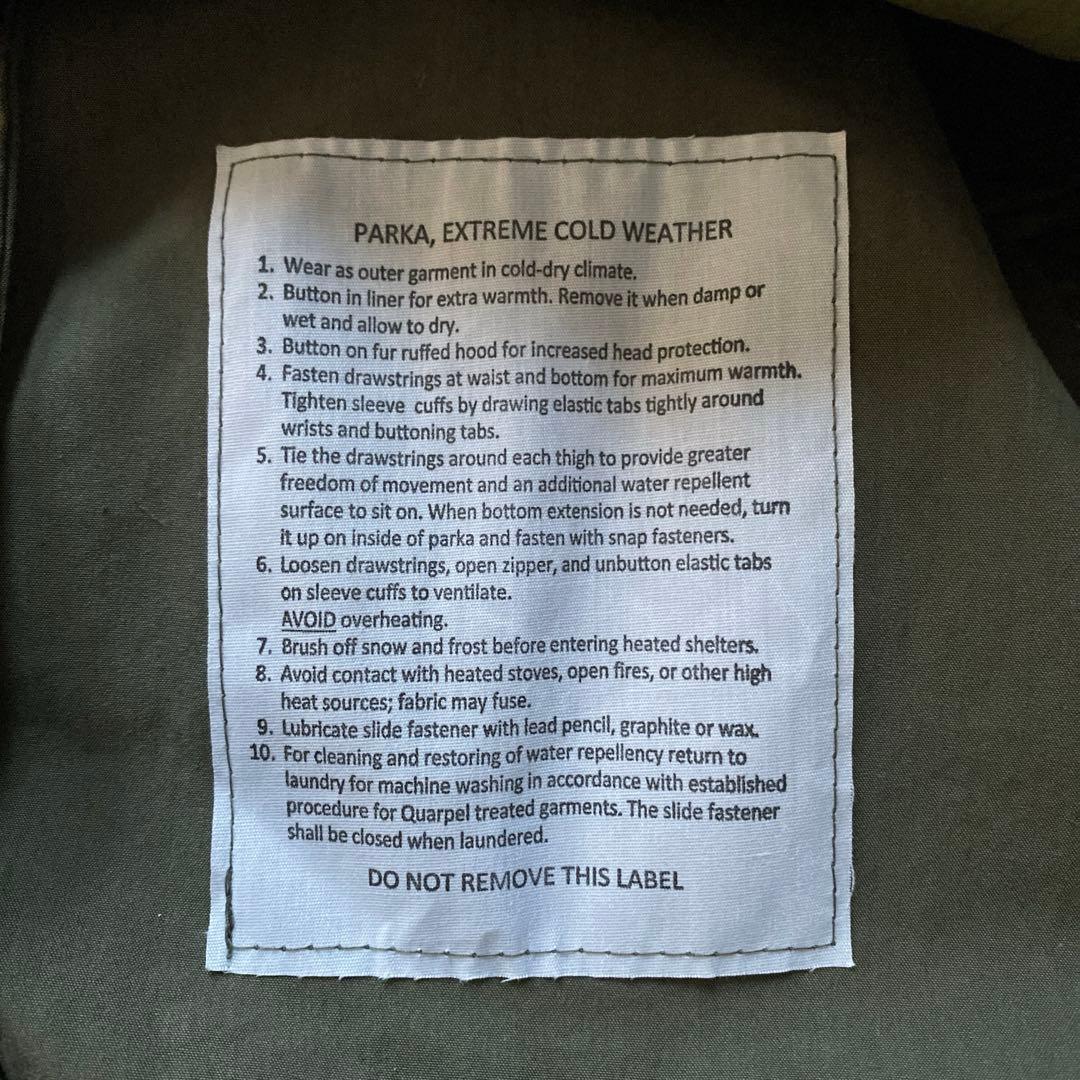 PARKA, EXTREME COLD WEATHER
1. Wear as outer garment in cold-dry climate.
2. Button in liner for extra warmth. Remove it when damp or
wet and allow to dry.
3. Button on fur ruffed hood for increased head protection.
4. Fasten drawstrings at waist and bottom for maximum warmth.
Tighten sleeve cuffs by drawing elastic tabs tightly around
wrists and buttoning tabs.
5. Tie the drawstrings around each thigh to provide greater
freedom of movement and an additional water repellent
surface to sit on. When bottom extension is not needed, turn
it up on inside of parka and fasten with snap fasteners.
6. Loosen drawstrings, open zipper, and unbutton elastic tabs
on sleeve cuffs to ventilate.
AVOID overheating.
7. Brush off snow and frost before entering heated shelters.
8. Avoid contact with heated stoves, open fires, or other high
heat sources; fabric may fuse.
9. Lubricate slide fastener with lead pencil, graphite or wax.
10. For cleaning and restoring of water repellency return to
laundry for machine washing in accordance with established
procedure for Quarpel treated garments. The slide fastener
shall be closed when laundered.
DO NOT REMOVE THIS LABEL